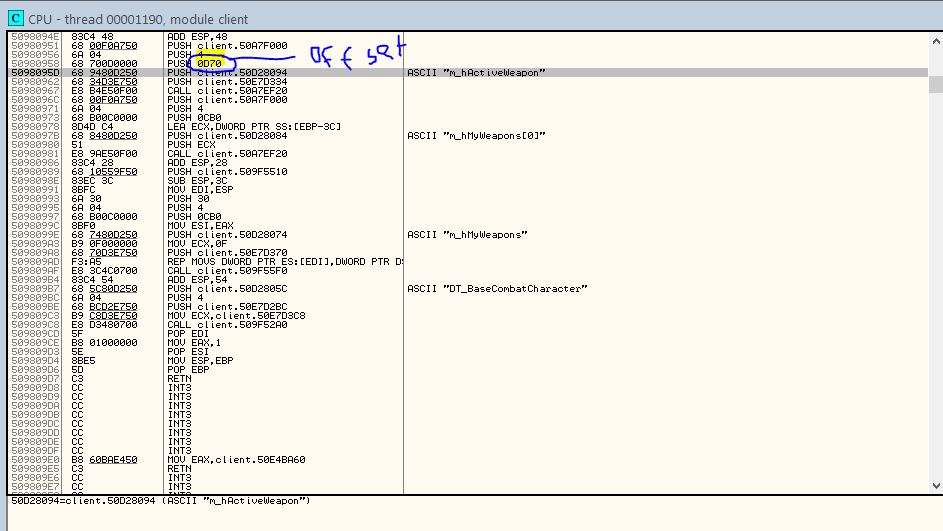 C CPU - thread 00001190, module client
5098094E 83C4 48 ADD ESP,48
50980951 68 00F0A750 PUSH client.50A7F000
50980956 6A 04 PUSH 4
50980958 68 700D0000 PUSH 0D70 Offset
5098095D 68 9480D250 PUSH client.50D28094 ASCII "m_hActiveWeapon"
50980962 68 34D3E750 PUSH client.50E7D334
50980967 E8 B4E50F00 CALL client.50A7EF20
5098096C 68 00F0A750 PUSH client.50A7F000
50980971 6A 04 PUSH 4
50980973 68 B00C0000 PUSH 0CB0
50980978 8D4D C4 LEA ECX,DWORD PTR SS:[EBP-3C]
5098097B 68 8480D250 PUSH client.50D28084 ASCII "m_hMyWeapons[0]"
50980980 51 PUSH ECX
50980981 E8 9AE50F00 CALL client.50A7EF20
50980986 83C4 28 ADD ESP,28
50980989 68 10559F50 PUSH client.509F5510
5098098E 83EC 3C SUB ESP,3C
50980991 8BFC MOV EDI,ESP
50980993 6A 30 PUSH 30
50980995 6A 04 PUSH 4
50980997 68 B00C0000 PUSH 0CB0
5098099C 8BF0 MOV ESI,EAX
5098099E 68 7480D250 PUSH client.50D28074 ASCII "m_hMyWeapons"
509809A3 B9 0F000000 MOV ECX,0F
509809A8 68 70D3E750 PUSH client.50E7D370
509809AD F3:A5 REP MOVS DWORD PTR ES:[EDI],DWORD PTR DS
509809AF E8 3C4C0700 CALL client.509F55F0
509809B4 83C4 54 ADD ESP,54
509809B7 68 5C80D250 PUSH client.50D2805C ASCII "DT_BaseCombatCharacter"
509809BC 6A 04 PUSH 4
509809BE 68 BCD2E750 PUSH client.50E7D2BC
509809C3 B9 C8D3E750 MOV ECX,client.50E7D3C8
509809C8 E8 D3480700 CALL client.509F52A0
509809CD 5F POP EDI
509809CE B8 01000000 MOV EAX,1
509809D3 5E POP ESI
509809D4 8BE5 MOV ESP,EBP
509809D6 5D POP EBP
509809D7 C3 RETN
509809D8 CC INT3
509809D9 CC INT3
509809DA CC INT3
509809DB CC INT3
509809DC CC INT3
509809DD CC INT3
509809DE CC INT3
509809DF CC INT3
509809E0 B8 60BAE450 MOV EAX,client.50E4BA60
509809E5 C3 RETN
509809E6 CC INT3
509809E7 CC INT3
50D28094=client.50D28094 (ASCII "m_hActiveWeapon")